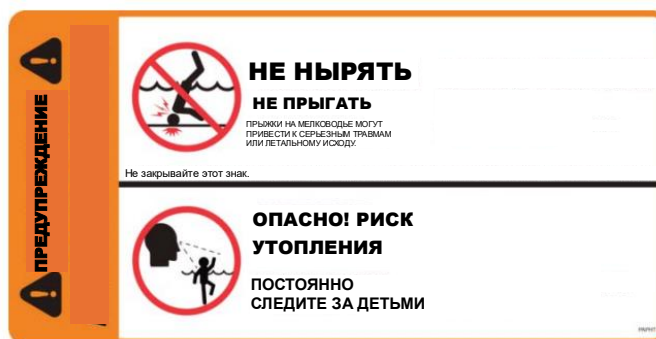 ПРЕДУПРЕЖДЕНИЕ
НЕ НЫРЯТЬ
НЕ ПРЫГАТЬ
ПРЫЖКИ НА МЕЛКОВОДЬЕ МОГУТ
ПРИВЕСТИ К СЕРЬЕЗНЫМ ТРАВМАМ
ИЛИ ЛЕТАЛЬНОМУ ИСХОДУ.
Не закрывайте этот знак.
ОПАСНО! РИСК
УТОПЛЕНИЯ
ПОСТОЯННО
СЛЕДИТЕ ЗА ДЕТЬМИ